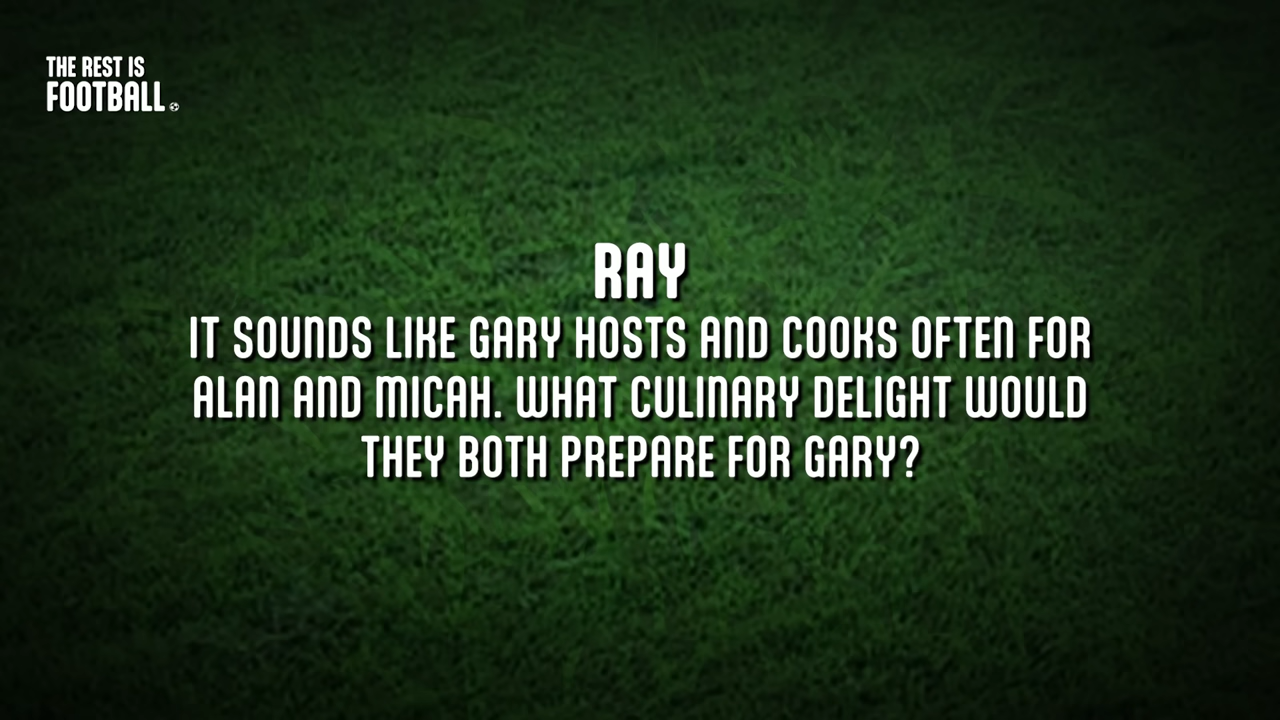 THE REST IS
FOOTBALL
RAY
IT SOUNDS LIKE GARY HOSTS AND COOKS OFTEN FOR
ALAN AND MICAH. WHAT CULINARY DELIGHT WOULD
THEY BOTH PREPARE FOR GARY?